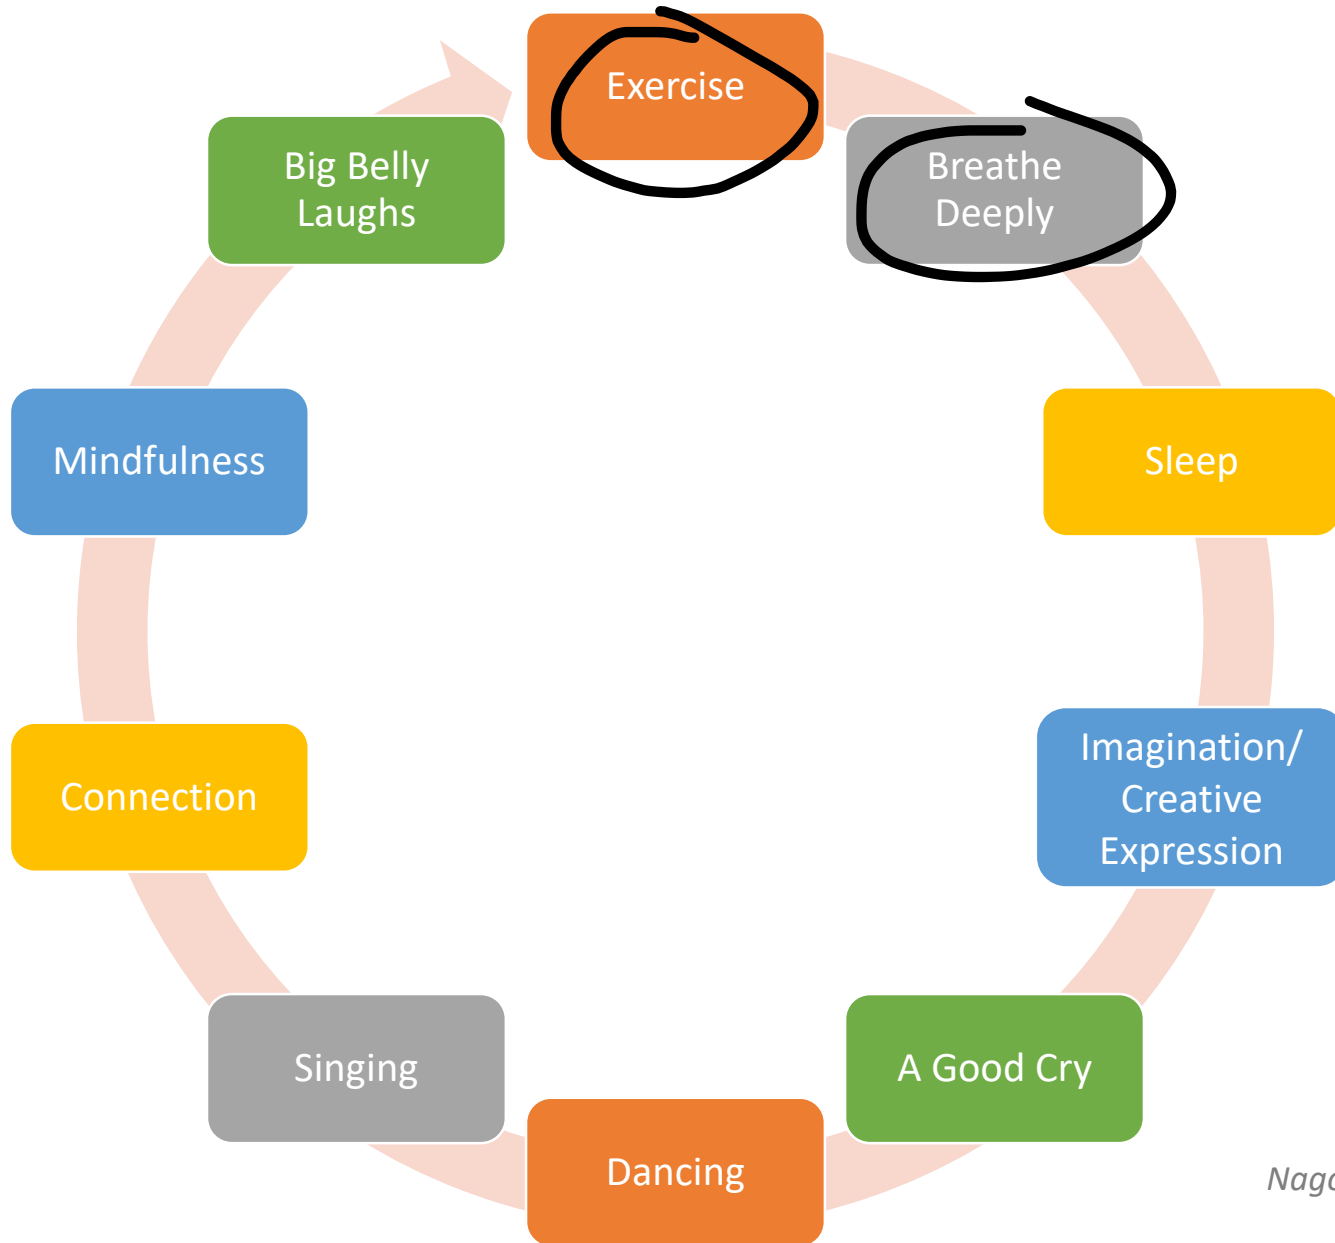 Exercise
Breathe
Deeply
Sleep
Imagination/
Creative
Expression
A Good Cry
Dancing
Singing
Connection
Mindfulness
Big Belly
Laughs